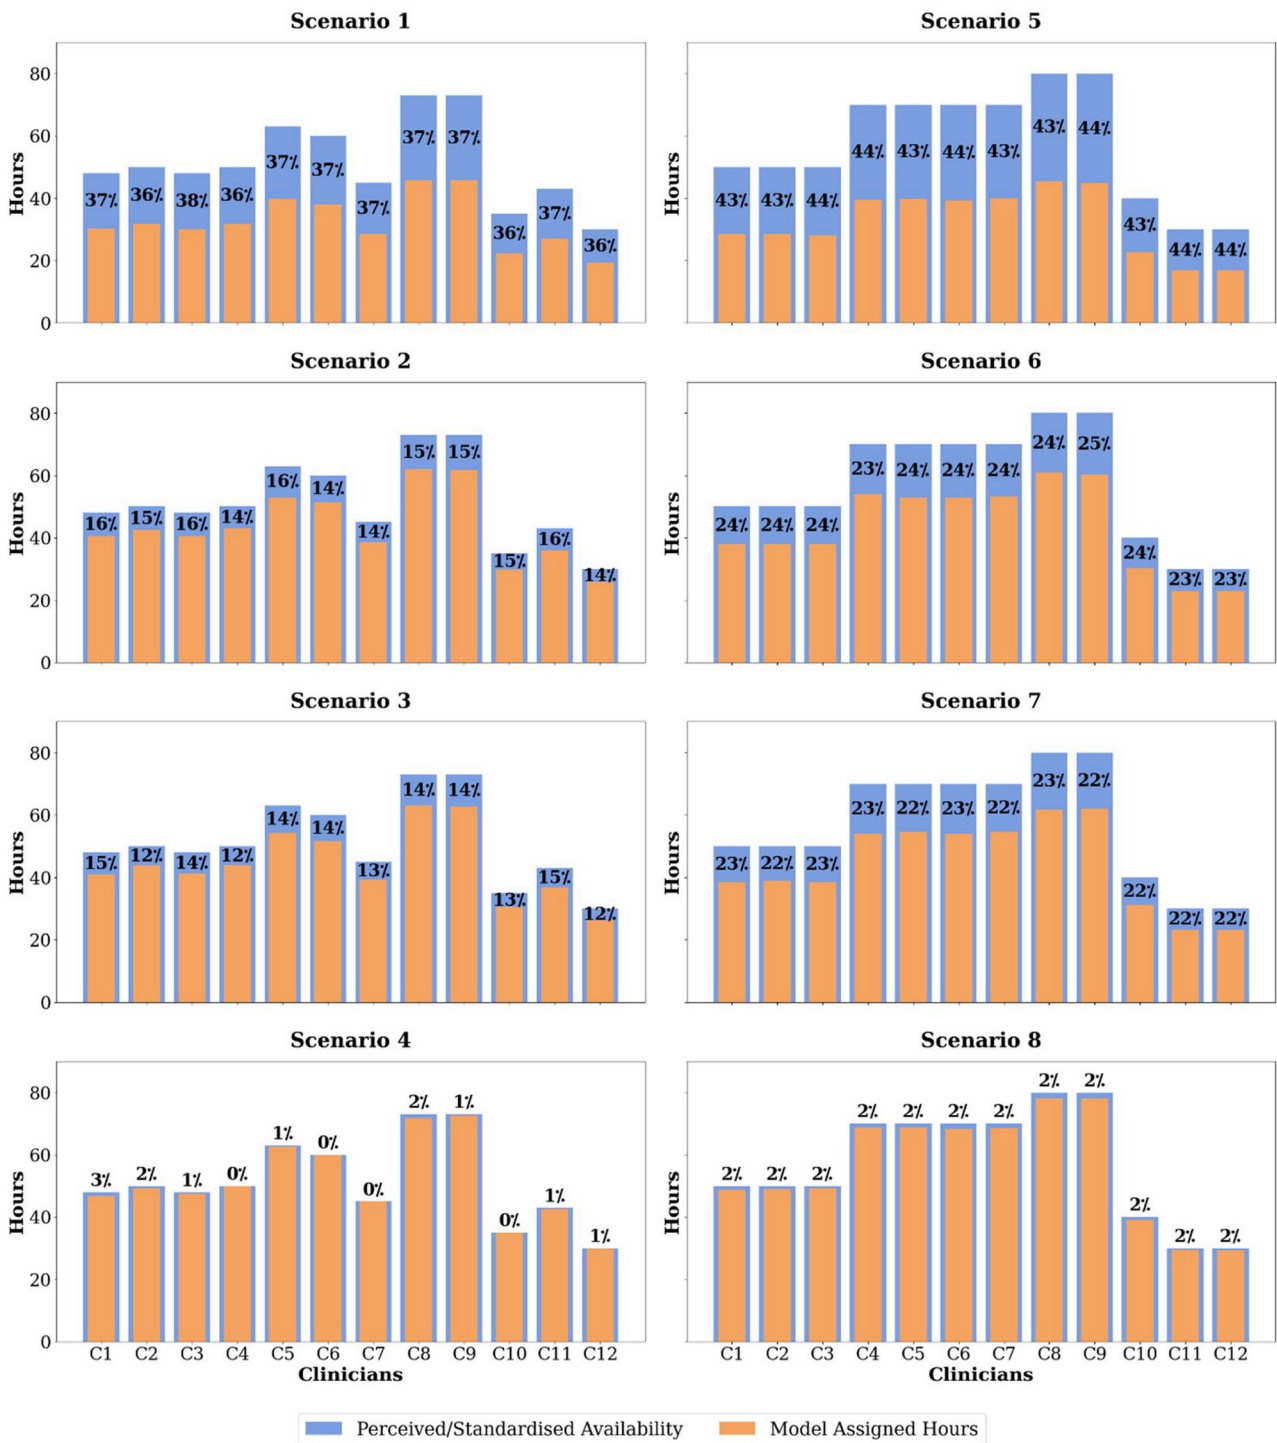 Scenario 1
Hours
80
60
40
20
0
37% 36% 38% 36% 37% 37% 37% 37% 37% 36% 37% 36%
Scenario 5
Hours
43% 43% 44% 44% 43% 44% 43% 43% 44% 43% 44% 44%
Scenario 2
Hours
80
60
40
20
0
16% 15% 16% 14% 16% 14% 14% 15% 15% 15% 16% 14%
Scenario 6
Hours
24% 24% 24% 23% 24% 24% 24% 24% 25% 24% 23% 23%
Scenario 3
Hours
80
60
40
20
0
15% 12% 14% 12% 14% 14% 13% 14% 14% 13% 15% 12%
Scenario 7
Hours
23% 22% 23% 23% 22% 23% 22% 23% 22% 22% 22% 22%
Scenario 4
Hours
80
60
40
20
0
3% 2% 1% 0% 1% 0% 0% 2% 1% 0% 1% 1%
C1 C2 C3 C4 C5 C6 C7 C8 C9 C10 C11 C12
Clinicians
Scenario 8
Hours
2% 2% 2% 2% 2% 2% 2% 2% 2% 2% 2% 2%
C1 C2 C3 C4 C5 C6 C7 C8 C9 C10 C11 C12
Clinicians
Perceived/Standardised Availability Model Assigned Hours